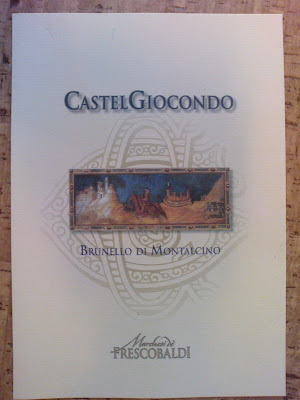 CASTELGIOCONDO
BRUNELLO DI MONTALCINO
Marchesi de'
FRESCOBALDI